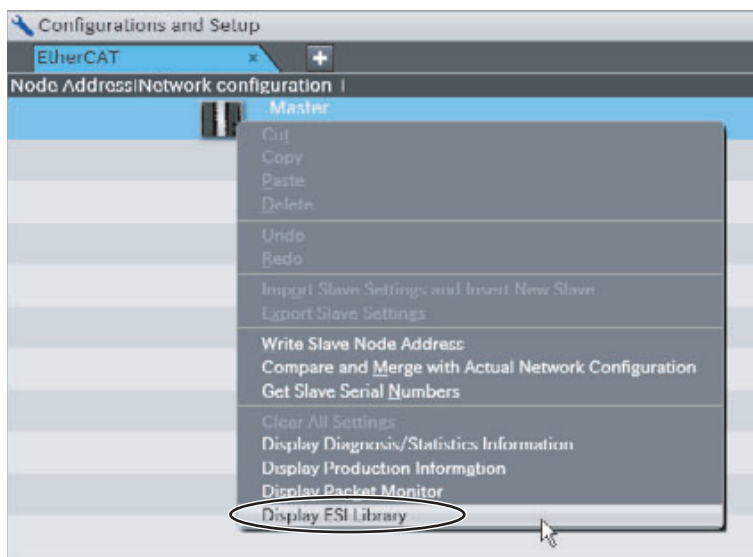 Configurations and Setup
EtherCAT × +
Node Address|Network configuration |
Master
Cut
Copy
Paste
Delete
Undo
Redo
Import Slave Settings and Insert New Slave
Export Slave Settings
Write Slave Node Address
Compare and Merge with Actual Network Configuration
Get Slave Serial Numbers
Clear All Settings
Display Diagnosis/Statistics Information
Display Production Information
Display Packet Monitor
Display ESI Library